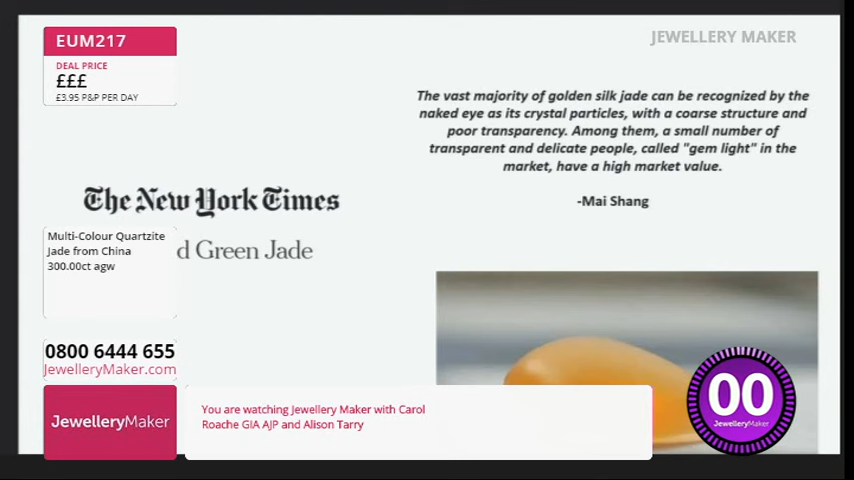 EUM217
DEAL PRICE
£££
£3.95 P&P PER DAY
JEWELLERY MAKER
The vast majority of golden silk jade can be recognized by the
naked eye as its crystal particles, with a coarse structure and
poor transparency. Among them, a small number of
transparent and delicate people, called "gem light" in the
market, have a high market value.
-Mai Shang
The New York Times
d Green Jade
Multi-Colour Quartzite
Jade from China
300.00ct agw
0800 6444 655
JewelleryMaker.com
JewelleryMaker
You are watching Jewellery Maker with Carol
Roache GIA AJP and Alison Tarry
00
JewelleryMaker